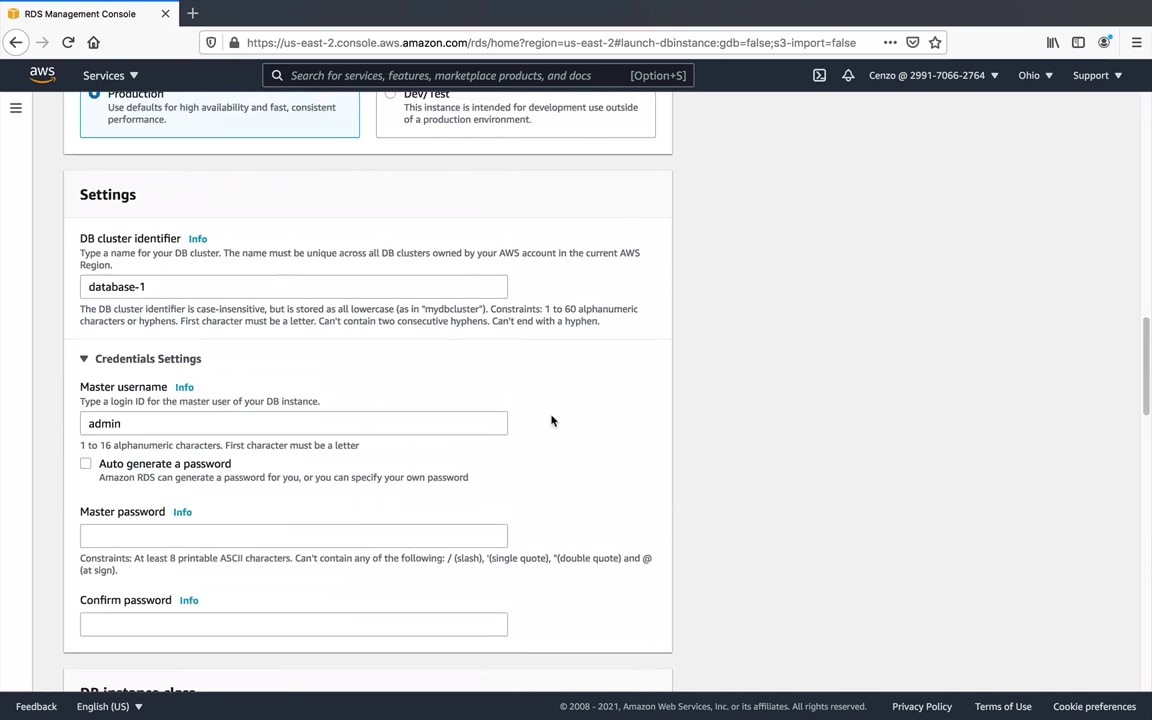 RDS Management Console
https://us-east-2.console.aws.amazon.com/rds/home?region=us-east-2#launch-dbinstance:gdb=false;s3-import=false
aws
Services
Search for services, features, marketplace products, and docs
[Option+S]
Cenzo @ 2991-7066-2764
Ohio
Support
Production
Use defaults for high availability and fast, consistent
performance.
Dev/Test
This instance is intended for development use outside
of a production environment.
Settings
DB cluster identifier Info
Type a name for your DB cluster. The name must be unique across all DB clusters owned by your AWS account in the current AWS
Region.
database-1
The DB cluster identifier is case-insensitive, but is stored as all lowercase (as in "mydbcluster"). Constraints: 1 to 60 alphanumeric
characters or hyphens. First character must be a letter. Can't contain two consecutive hyphens. Can't end with a hyphen.
Credentials Settings
Master username Info
Type a login ID for the master user of your DB instance.
admin
1 to 16 alphanumeric characters. First character must be a letter
Auto generate a password
Amazon RDS can generate a password for you, or you can specify your own password
Master password Info
Constraints: At least 8 printable ASCII characters. Can't contain any of the following: / (slash), '(single quote), "(double quote) and @
(at sign).
Confirm password Info
DB instance class
Feedback
English (US)
© 2008 - 2021, Amazon Web Services, Inc. or its affiliates. All rights reserved.
Privacy Policy
Terms of Use
Cookie preferences